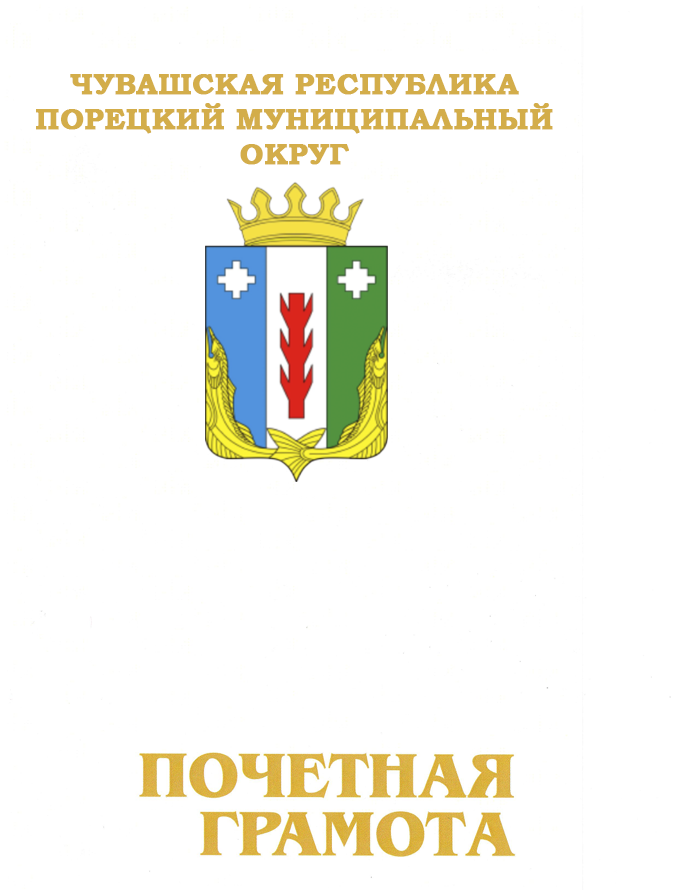 ЧУВАШСКАЯ РЕСПУБЛИКА
ПОРЕЦКИЙ МУНИЦИПАЛЬНЫЙ
ОКРУГ
ПОЧЕТНАЯ
ГРАМОТА